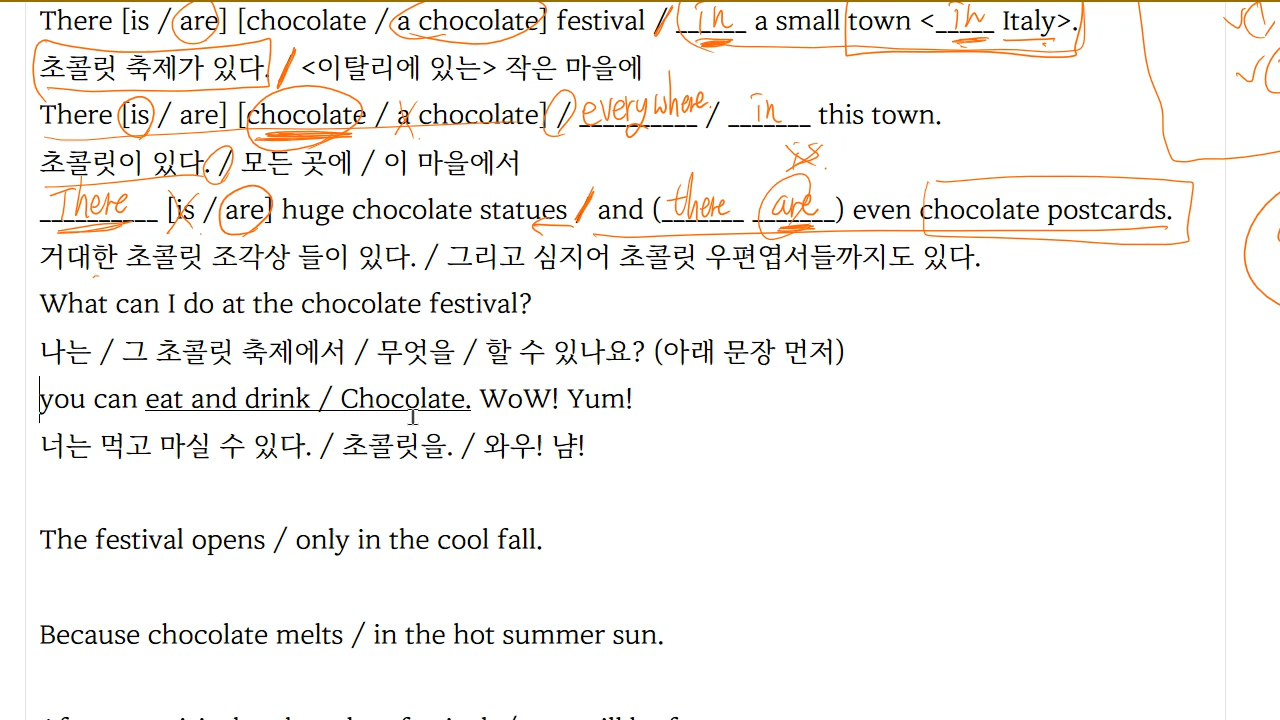 There [is / are] [chocolate / a chocolate] festival / in a small town <in Italy>.
초콜릿 축제가 있다. / <이탈리에 있는> 작은 마을에
There [is / are] [chocolate / a chocolate] / everywhere. / in this town.
초콜릿이 있다. / 모든 곳에 / 이 마을에서
is
There [is / are] huge chocolate statues / and (there are) even chocolate postcards.
거대한 초콜릿 조각상 들이 있다. / 그리고 심지어 초콜릿 우편엽서들까지도 있다.
What can I do at the chocolate festival?
나는 / 그 초콜릿 축제에서 / 무엇을 / 할 수 있나요? (아래 문장 먼저)
you can eat and drink / Chocolate. WoW! Yum!
너는 먹고 마실 수 있다. / 초콜릿을. / 와우! 냠!
The festival opens / only in the cool fall.
Because chocolate melts / in the hot summer sun.